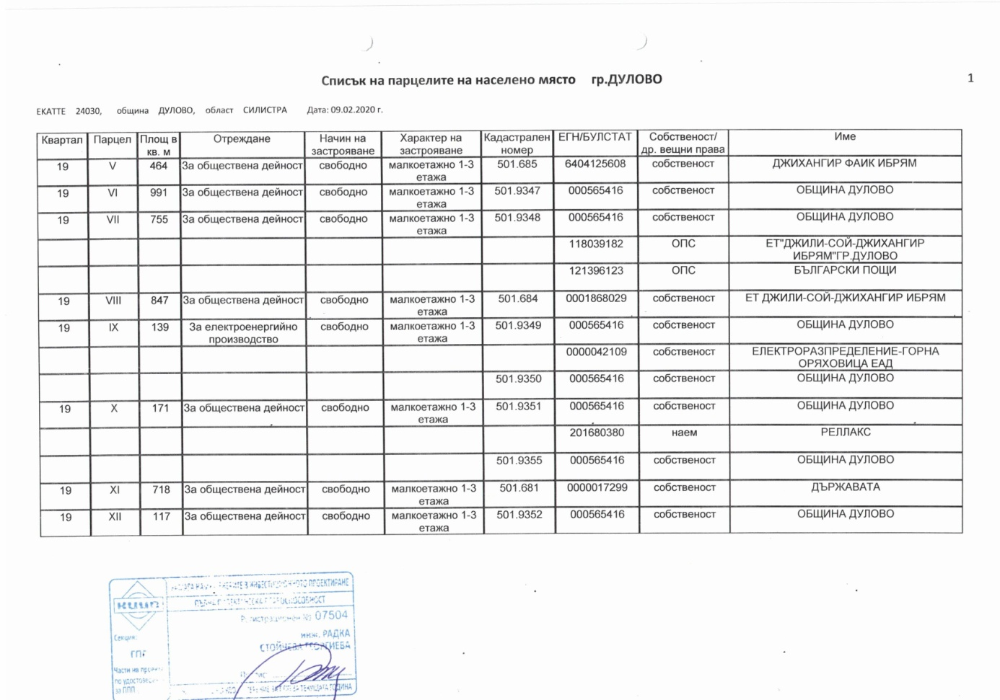 Списък на парцелите на населено място гр.ДУЛОВО
1
ЕКАТТЕ 24030, община ДУЛОВО, област СИЛИСТРА Дата: 09.02.2020 г.
Квартал Парцел Площ в кв. м Отреждане Начин на застрояване Характер на застрояване Кадастрален номер ЕГН/БУЛСТАТ Собственост/ др. вещни права Име
19 V 464 За обществена дейност свободно малкоетажно 1-3 етажа 501.685 6404125608 собственост ДЖИХАНГИР ФАИК ИБРЯМ
19 VI 991 За обществена дейност свободно малкоетажно 1-3 етажа 501.9347 000565416 собственост ОБЩИНА ДУЛОВО
19 VII 755 За обществена дейност свободно малкоетажно 1-3 етажа 501.9348 000565416 собственост ОБЩИНА ДУЛОВО
118039182 ОПС ЕТ"ДЖИЛИ-СОЙ-ДЖИХАНГИР ИБРЯМ"ГР.ДУЛОВО
121396123 ОПС БЪЛГАРСКИ ПОЩИ
19 VIII 847 За обществена дейност свободно малкоетажно 1-3 етажа 501.684 0001868029 собственост ЕТ ДЖИЛИ-СОЙ-ДЖИХАНГИР ИБРЯМ
19 IX 139 За електроенергийно производство свободно малкоетажно 1-3 етажа 501.9349 000565416 собственост ОБЩИНА ДУЛОВО
0000042109 собственост ЕЛЕКТРОРАЗПРЕДЕЛЕНИЕ-ГОРНА ОРЯХОВИЦА ЕАД
501.9350 000565416 собственост ОБЩИНА ДУЛОВО
19 X 171 За обществена дейност свободно малкоетажно 1-3 етажа 501.9351 000565416 собственост ОБЩИНА ДУЛОВО
201680380 наем РЕЛЛАКС
501.9355 000565416 собственост ОБЩИНА ДУЛОВО
19 XI 718 За обществена дейност свободно малкоетажно 1-3 етажа 501.681 0000017299 собственост ДЪРЖАВАТА
19 XII 117 За обществена дейност свободно малкоетажно 1-3 етажа 501.9352 000565416 собственост ОБЩИНА ДУЛОВО
В ИНВЕСТИЦИОННОТО ПРОЕКТИРАНЕ
КИИП
Регистрационен № 07504
инж. РАДКА
Секция:
СТОЙЧЕВА ГЕОРГИЕВА
ГПГ
Части на проекта
по
за ППП
ЗА ТЕКУЩАТА ГОДИНА